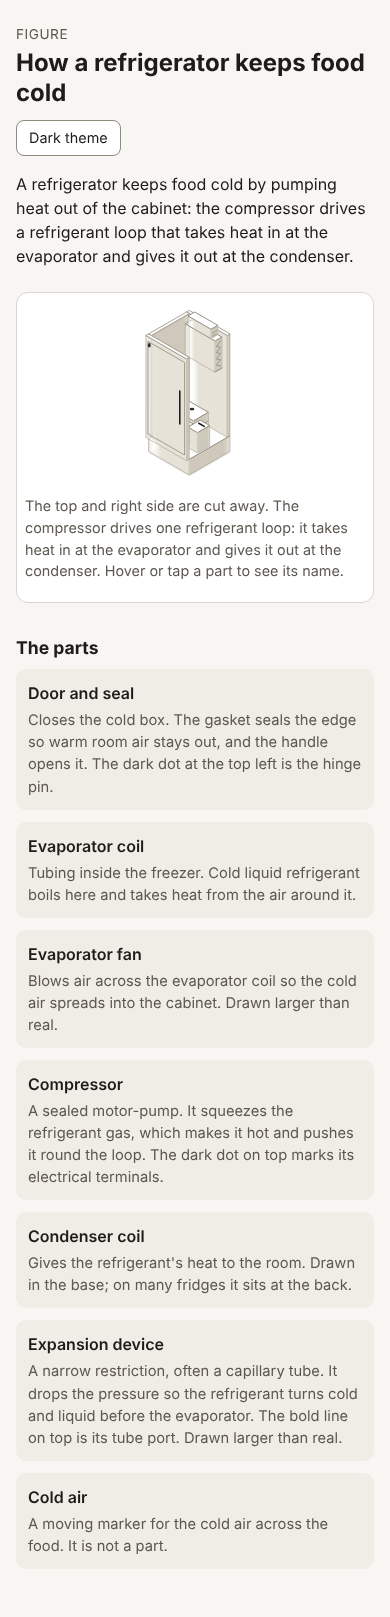 FIGURE
How a refrigerator keeps food
cold
Dark theme
A refrigerator keeps food cold by pumping
heat out of the cabinet: the compressor drives
a refrigerant loop that takes heat in at the
evaporator and gives it out at the condenser.
The top and right side are cut away. The
compressor drives one refrigerant loop: it takes
heat in at the evaporator and gives it out at the
condenser. Hover or tap a part to see its name.
The parts
Door and seal
Closes the cold box. The gasket seals the edge
so warm room air stays out, and the handle
opens it. The dark dot at the top left is the hinge
pin.
Evaporator coil
Tubing inside the freezer. Cold liquid refrigerant
boils here and takes heat from the air around it.
Evaporator fan
Blows air across the evaporator coil so the cold
air spreads into the cabinet. Drawn larger than
real.
Compressor
A sealed motor-pump. It squeezes the
refrigerant gas, which makes it hot and pushes
it round the loop. The dark dot on top marks its
electrical terminals.
Condenser coil
Gives the refrigerant's heat to the room. Drawn
in the base; on many fridges it sits at the back.
Expansion device
A narrow restriction, often a capillary tube. It
drops the pressure so the refrigerant turns cold
and liquid before the evaporator. The bold line
on top is its tube port. Drawn larger than real.
Cold air
A moving marker for the cold air across the
food. It is not a part.